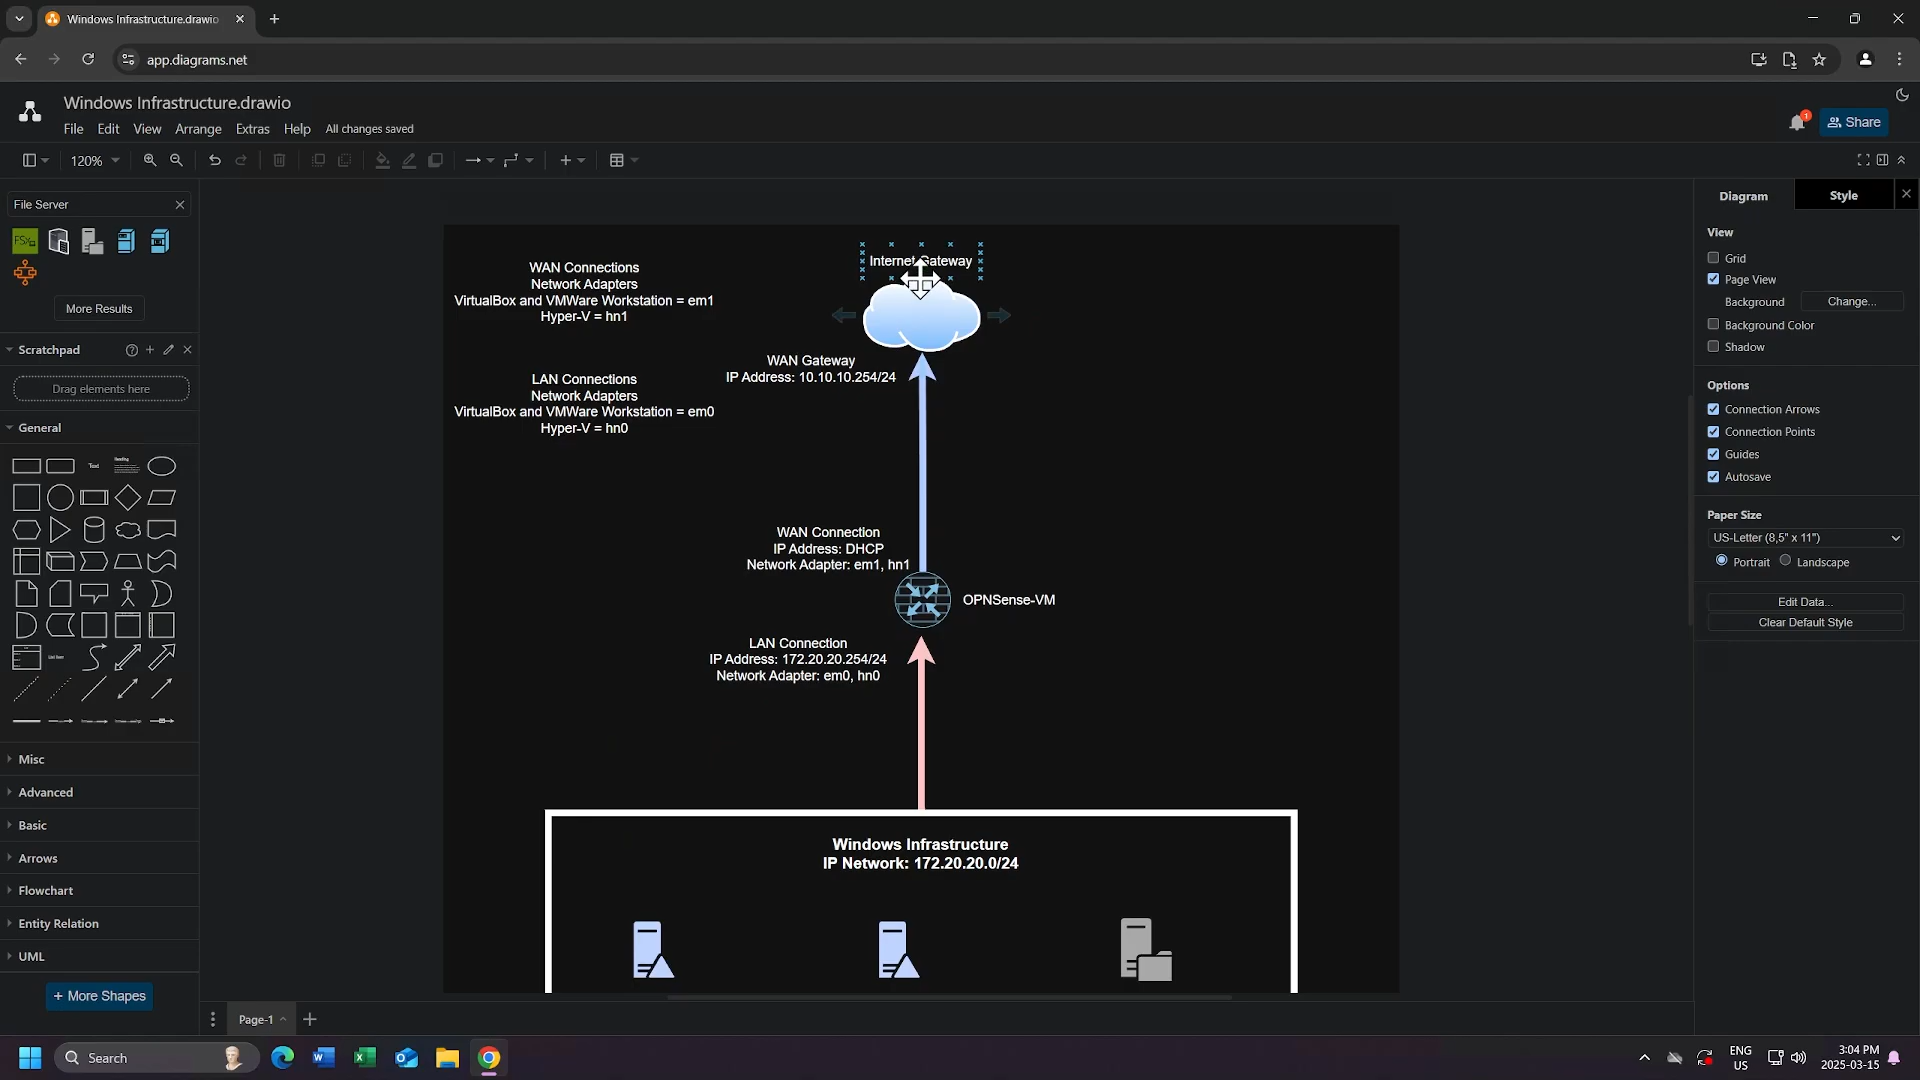 Windows Infrastructure.drawio
app.diagrams.net
Windows Infrastructure.drawio
File Edit View Arrange Extras Help All changes saved
1
Share
120%
File Server
FSx
More Results
Scratchpad
Drag elements here
General
Text
Heading
List Item
Misc
Advanced
Basic
Arrows
Flowchart
Entity Relation
UML
+ More Shapes
WAN Connections
Network Adapters
VirtualBox and VMWare Workstation = em1
Hyper-V = hn1
LAN Connections
Network Adapters
VirtualBox and VMWare Workstation = em0
Hyper-V = hn0
Internet Gateway
WAN Gateway
IP Address: 10.10.10.254/24
WAN Connection
IP Address: DHCP
Network Adapter: em1, hn1
OPNSense-VM
LAN Connection
IP Address: 172.20.20.254/24
Network Adapter: em0, hn0
Windows Infrastructure
IP Network: 172.20.20.0/24
Diagram
Style
View
Grid
Page View
Background
Change...
Background Color
Shadow
Options
Connection Arrows
Connection Points
Guides
Autosave
Paper Size
US-Letter (8,5" x 11")
Portrait
Landscape
Edit Data...
Clear Default Style
Page-1
Search
ENG
US
3:04 PM
2025-03-15